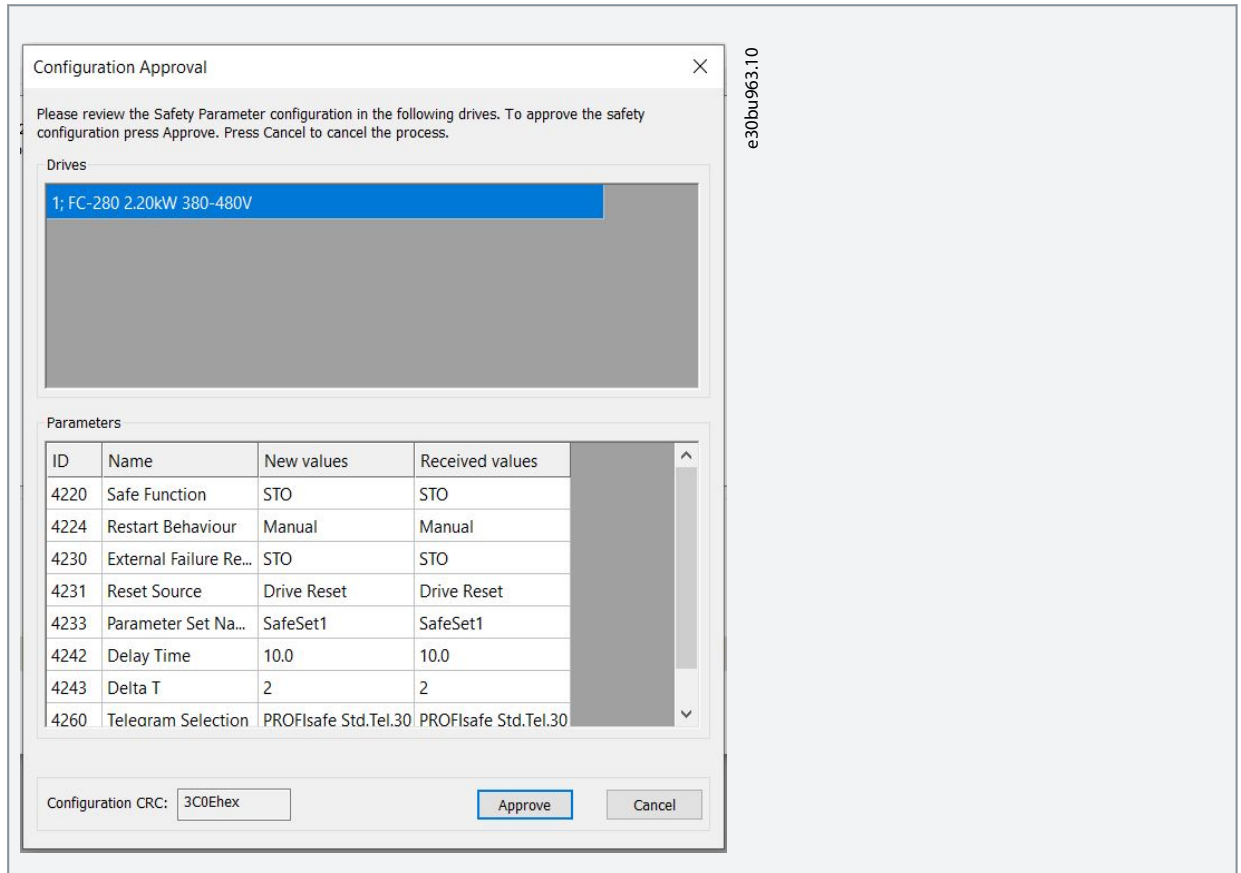 Configuration Approval
e30bu963.10
Please review the Safety Parameter configuration in the following drives. To approve the safety
configuration press Approve. Press Cancel to cancel the process.
Drives
1; FC-280 2.20kW 380-480V
Parameters
ID Name New values Received values
4220 Safe Function STO STO
4224 Restart Behaviour Manual Manual
4230 External Failure Re... STO STO
4231 Reset Source Drive Reset Drive Reset
4233 Parameter Set Na... SafeSet1 SafeSet1
4242 Delay Time 10.0 10.0
4243 Delta T 2 2
4260 Telegram Selection PROFIsafe Std.Tel.30 PROFIsafe Std.Tel.30
Configuration CRC: 3C0Ehex Approve Cancel